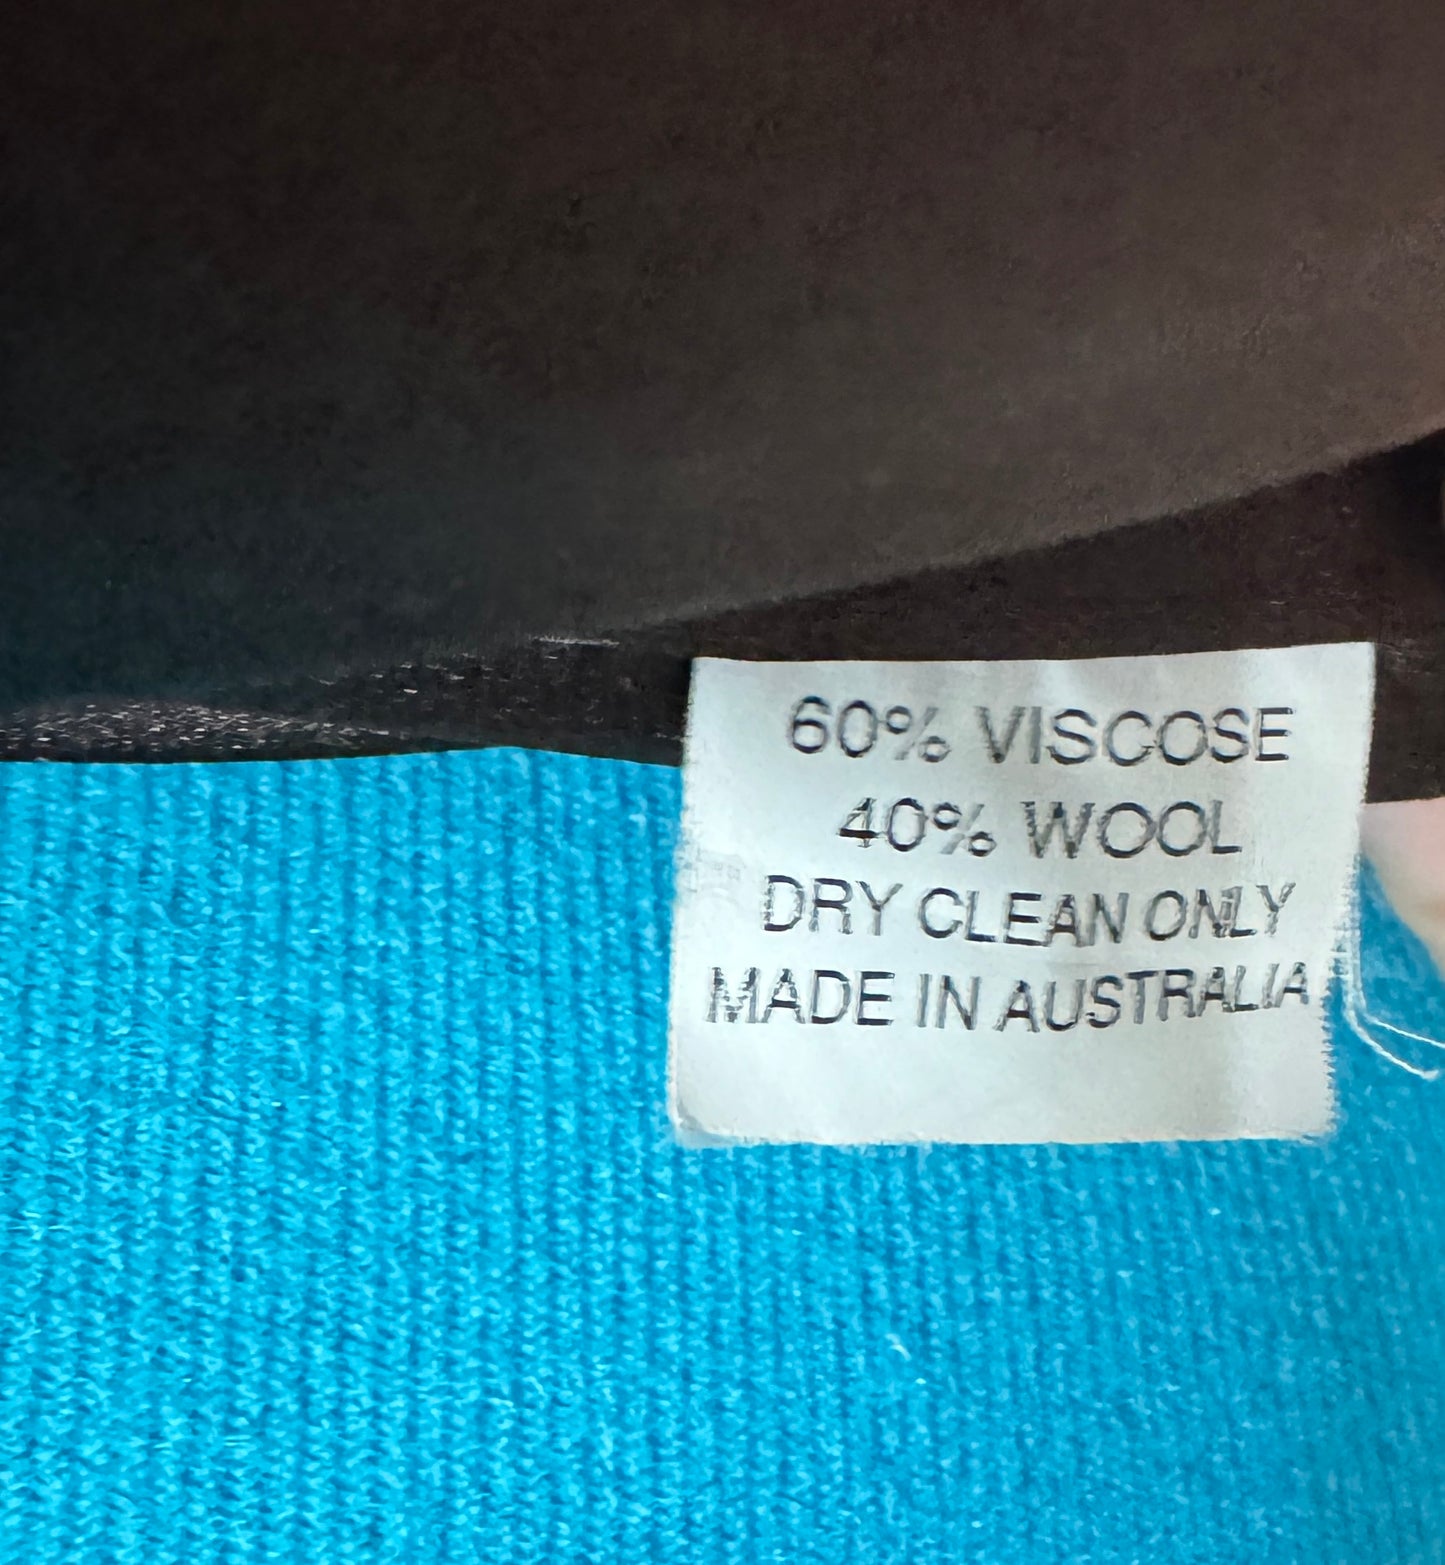 60% VISCOSE
40% WOOL
DRY CLEAN ONLY
MADE IN AUSTRALIA